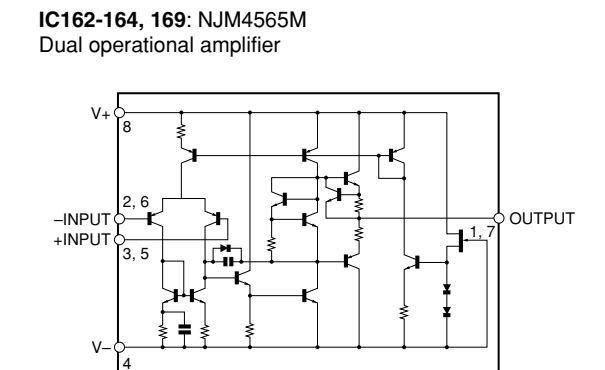 IC162-164, 169: NJM4565M
Dual operational amplifier
V+
8
2, 6
–INPUT
+INPUT
3, 5
OUTPUT
1, 7
V–
4